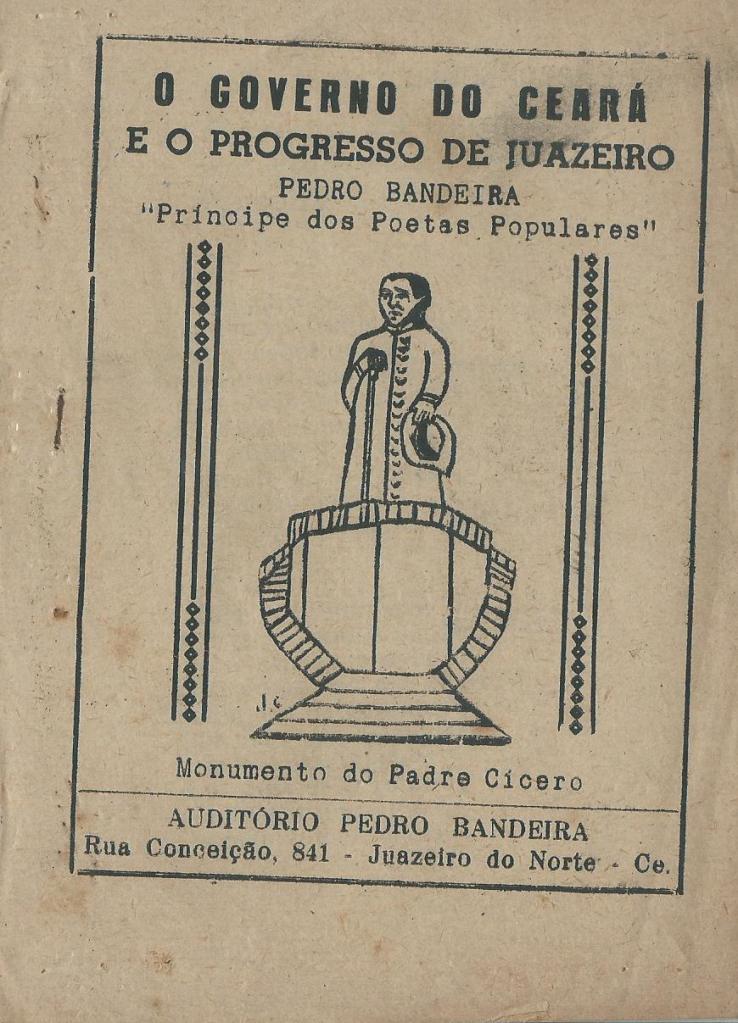 O GOVERNO DO CEARÁ
E O PROGRESSO DE JUAZEIRO
PEDRO BANDEIRA
"Príncipe dos Poetas Populares"
J.C
Monumento do Padre Cícero
AUDITÓRIO PEDRO BANDEIRA
Rua Conceição, 841 - Juazeiro do Norte - Ce.